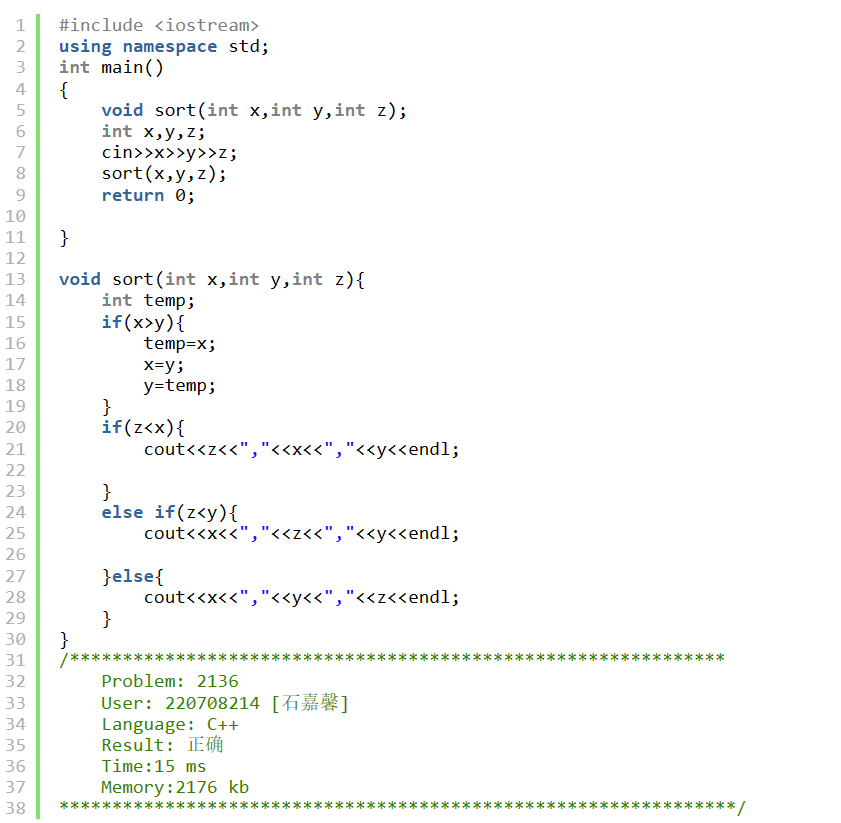 1 #include <iostream>
2 using namespace std;
3 int main()
4 {
5     void sort(int x,int y,int z);
6     int x,y,z;
7     cin>>x>>y>>z;
8     sort(x,y,z);
9     return 0;
10
11 }
12
13 void sort(int x,int y,int z){
14     int temp;
15     if(x>y){
16         temp=x;
17         x=y;
18         y=temp;
19     }
20     if(z<x){
21         cout<<z<<","<<x<<","<<y<<endl;
22
23     }
24     else if(z<y){
25         cout<<x<<","<<z<<","<<y<<endl;
26
27     }else{
28         cout<<x<<","<<y<<","<<z<<endl;
29     }
30 }
31 /**************************************************************
32     Problem: 2136
33     User: 220708214 [石嘉馨]
34     Language: C++
35     Result: 正确
36     Time:15 ms
37     Memory:2176 kb
38 ****************************************************************/